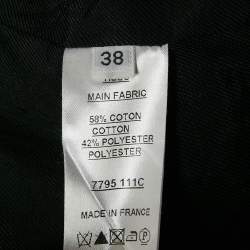 38
MAIN FABRIC
58% COTON
COTTON
42% POLYESTER
POLYESTER
7795 111C
MADE IN FRANCE